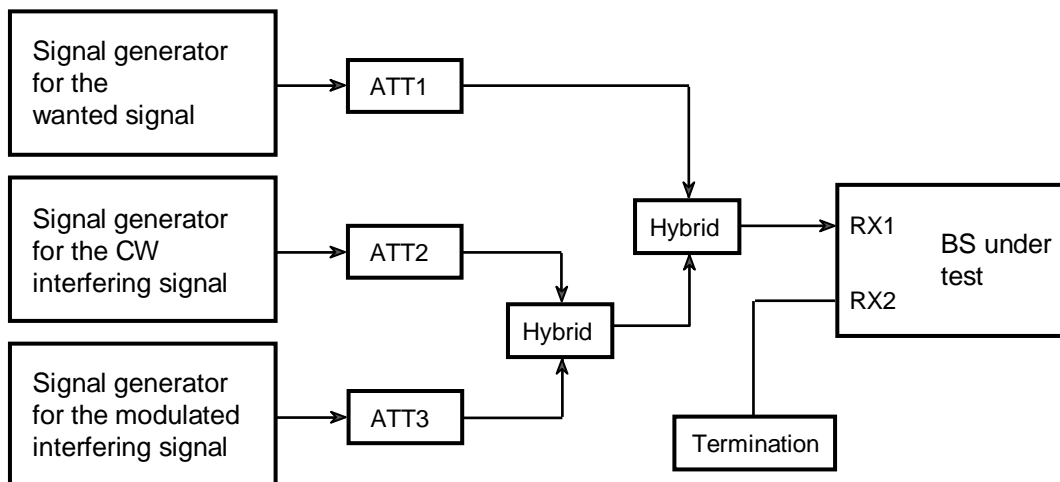 Signal generator
for the
wanted signal
ATT1
Signal generator
for the CW
interfering signal
ATT2
Hybrid
Hybrid
Signal generator
for the modulated
interfering signal
ATT3
RX1
BS under
test
RX2
Termination